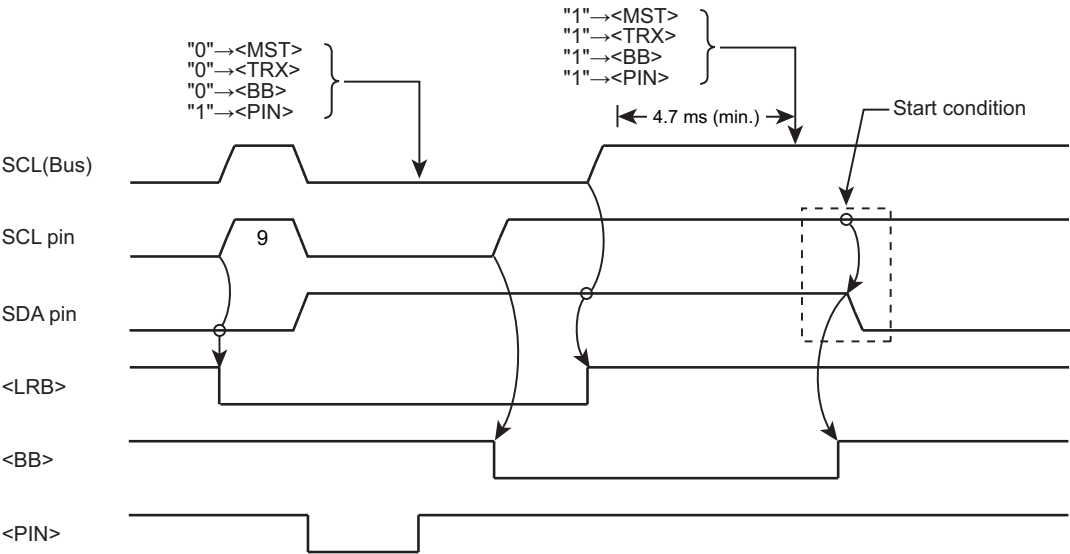 "0"→<MST>
"0"→<TRX>
"0"→<BB>
"1"→<PIN>
"1"→<MST>
"1"→<TRX>
"1"→<BB>
"1"→<PIN>
4.7 ms (min.)
Start condition
SCL(Bus)
SCL pin
9
SDA pin
<LRB>
<BB>
<PIN>